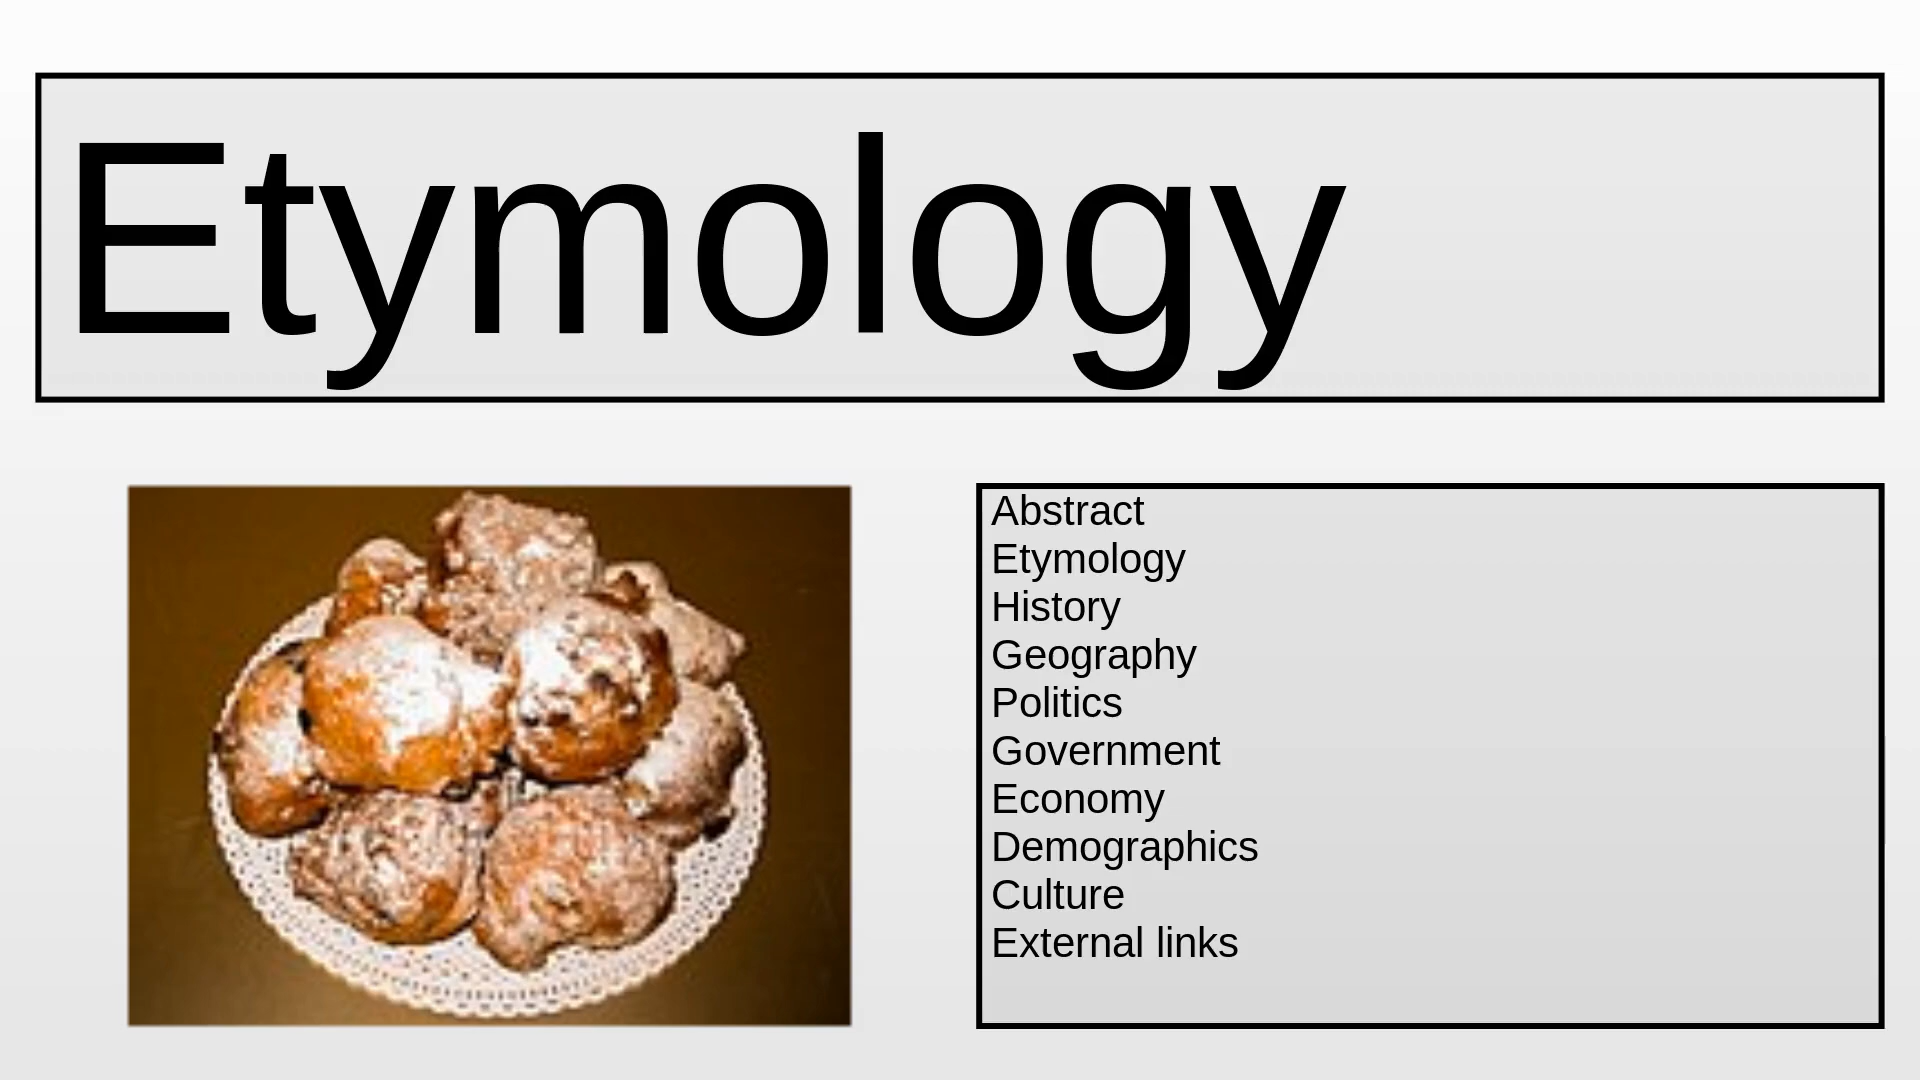 Etymology
Abstract
Etymology
History
Geography
Politics
Government
Economy
Demographics
Culture
External links